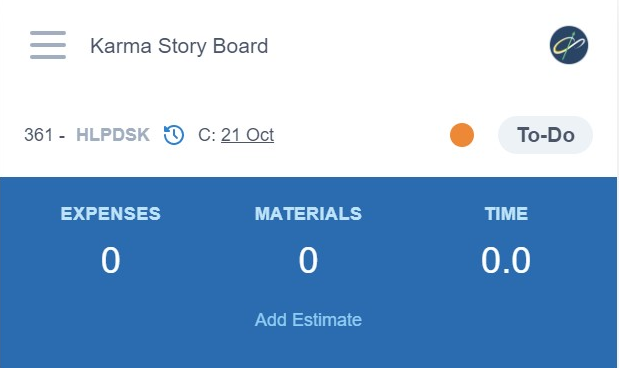 Karma Story Board
361 - HLPDSK C: 21 Oct To-Do
EXPENSES MATERIALS TIME
0 0 0.0
Add Estimate